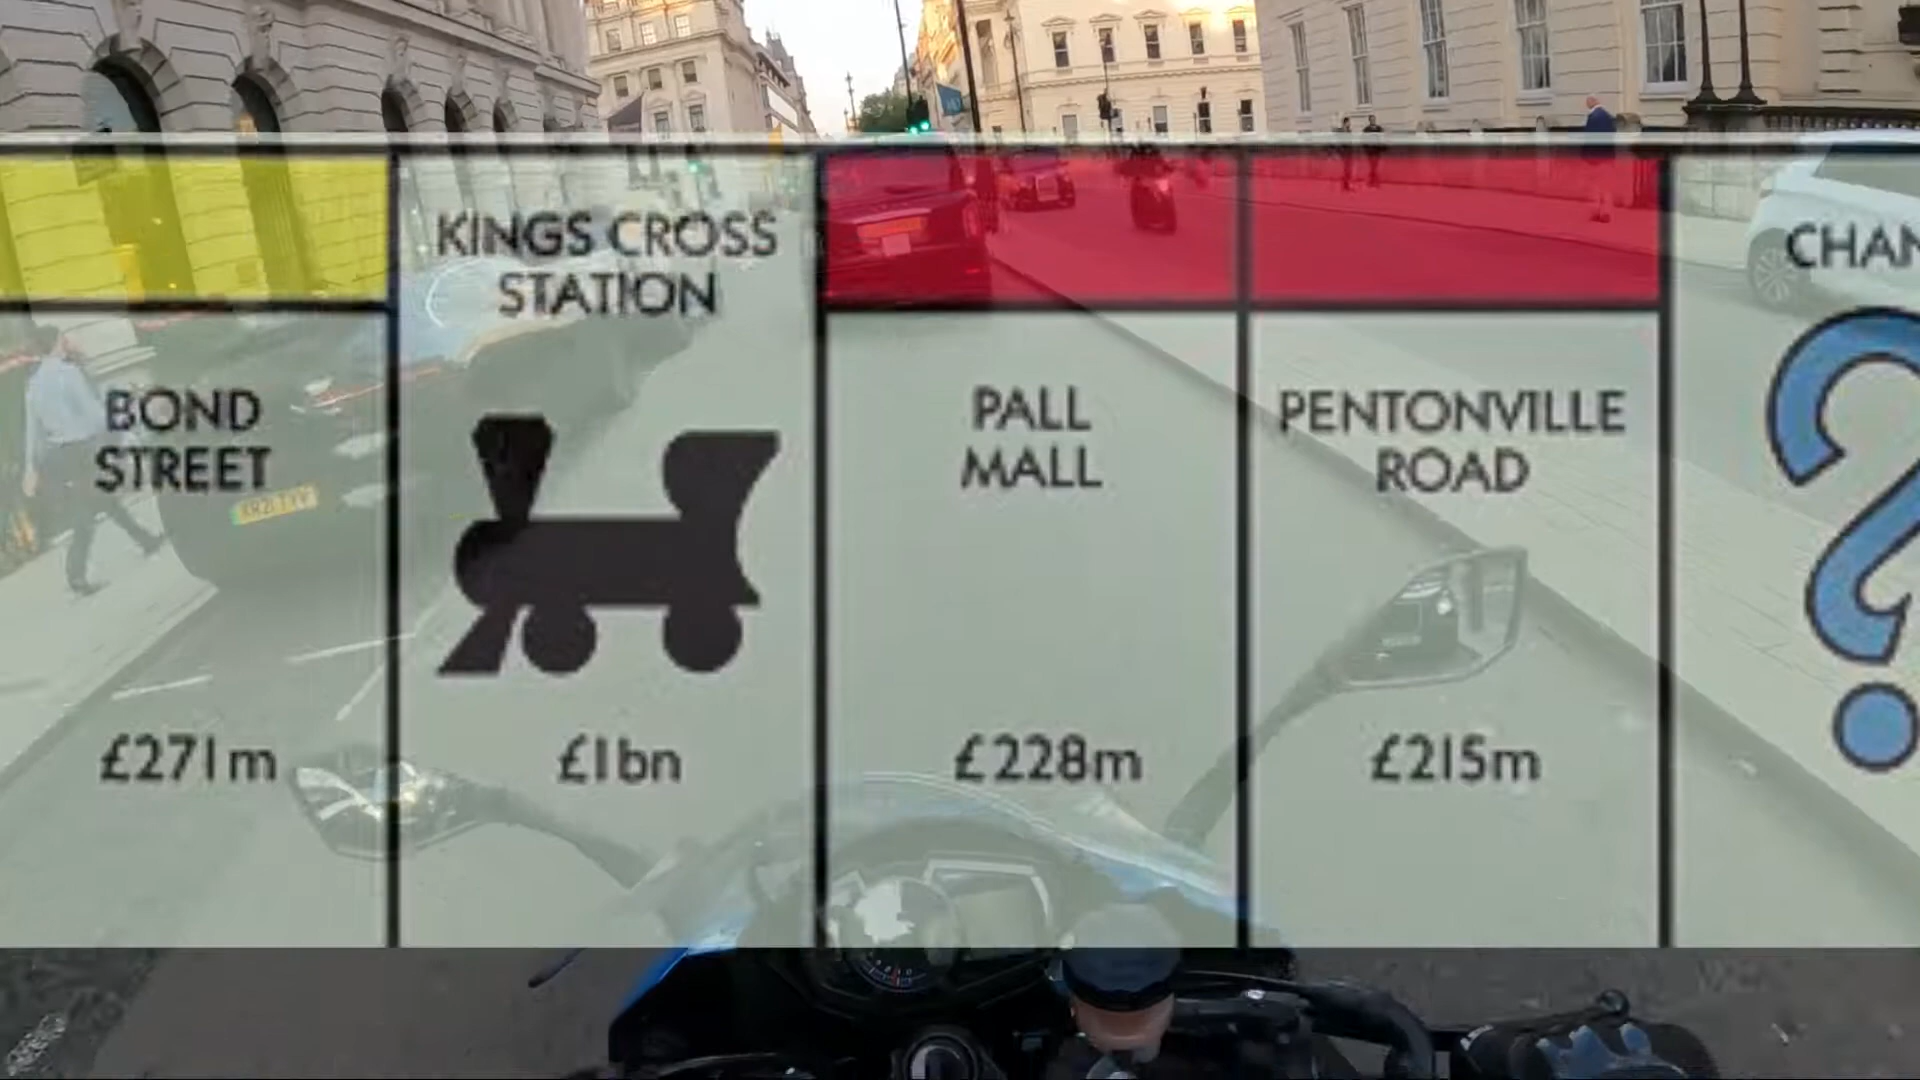 BOND
STREET
£271m
KINGS CROSS
STATION
£1bn
PALL
MALL
£228m
PENTONVILLE
ROAD
£215m
CHAN